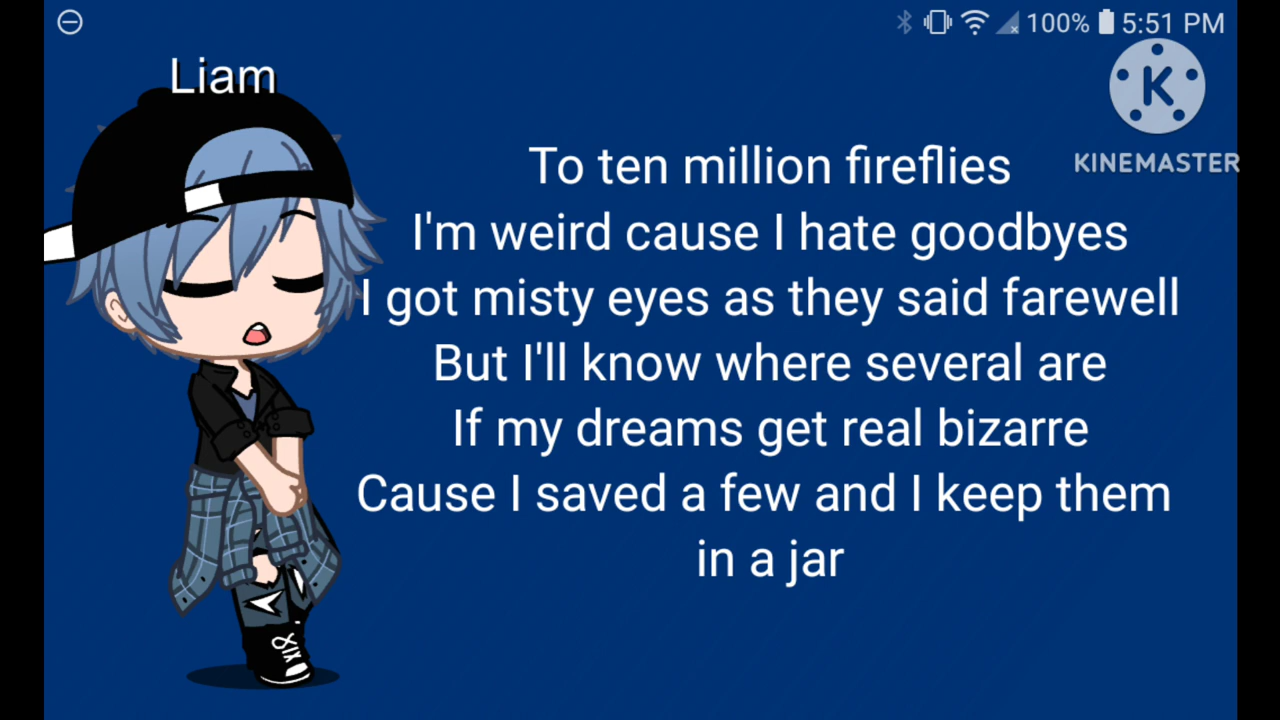 100% 5:51 PM
Liam
K
KINEMASTER
To ten million fireflies
I'm weird cause I hate goodbyes
I got misty eyes as they said farewell
But I'll know where several are
If my dreams get real bizarre
Cause I saved a few and I keep them
in a jar